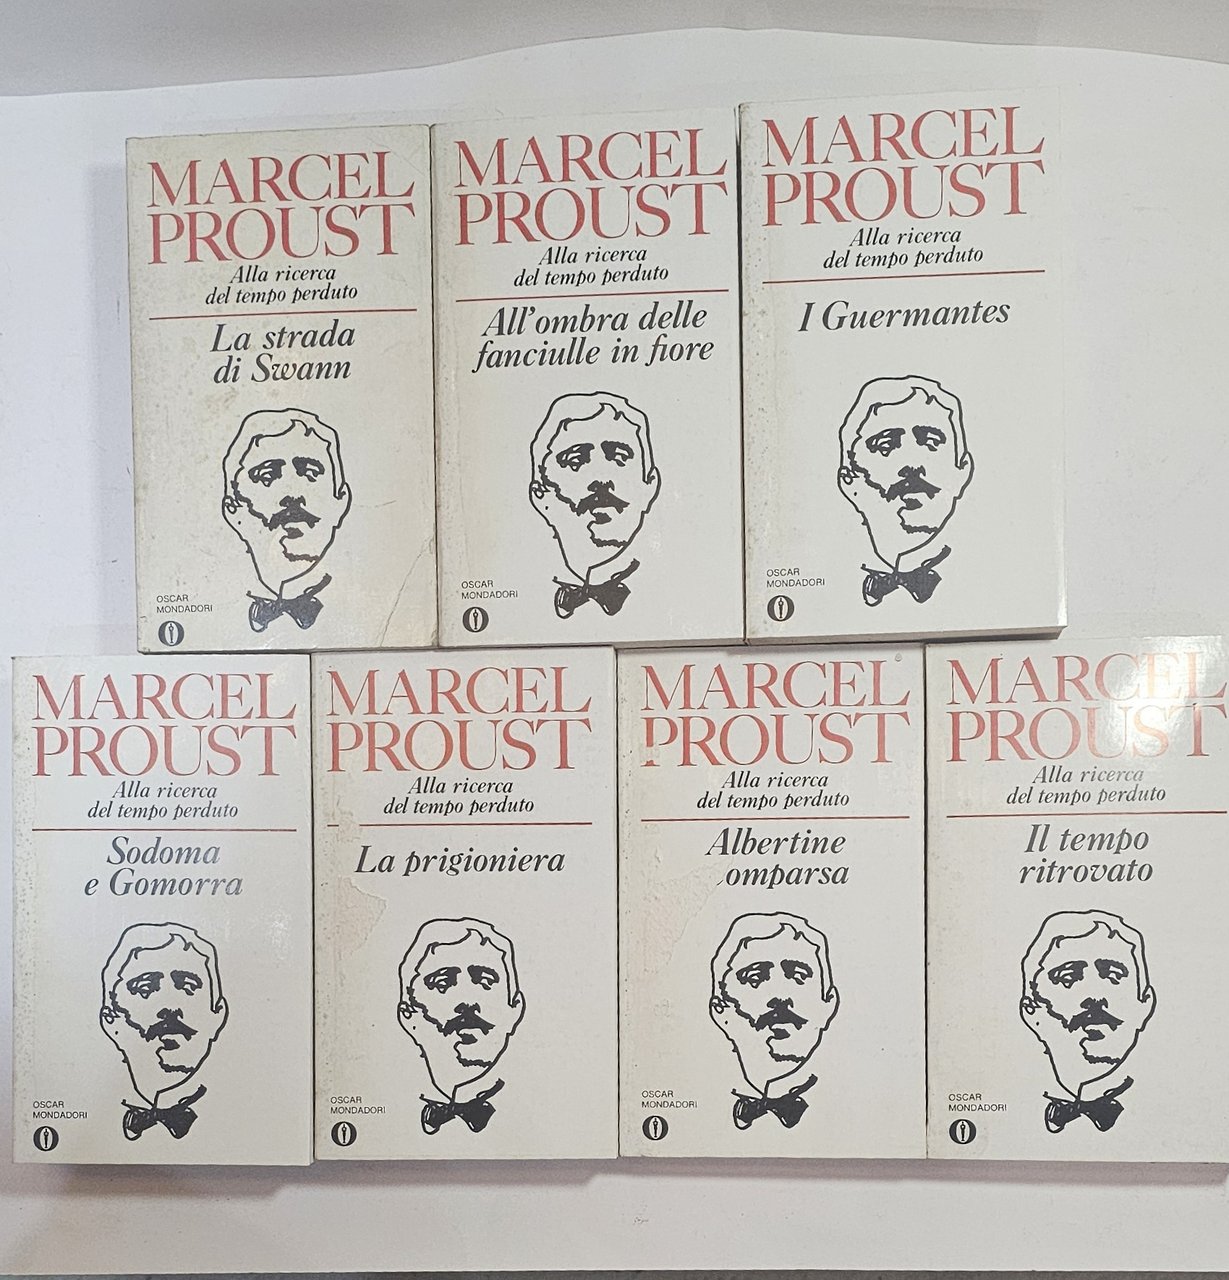 MARCEL
PROUST
Alla ricerca
del tempo perduto
La strada
di Swann
OSCAR
MONDADORI
MARCEL
PROUST
Alla ricerca
del tempo perduto
All'ombra delle
fanciulle in fiore
OSCAR
MONDADORI
MARCEL
PROUST
Alla ricerca
del tempo perduto
I Guermantes
OSCAR
MONDADORI
MARCEL
PROUST
Alla ricerca
del tempo perduto
Sodoma
e Gomorra
OSCAR
MONDADORI
MARCEL
PROUST
Alla ricerca
del tempo perduto
La prigioniera
OSCAR
MONDADORI
MARCEL
PROUST
Alla ricerca
del tempo perduto
Albertine
omparsa
OSCAR
MONDADORI
MARCEL
PROUST
Alla ricerca
del tempo perduto
Il tempo
ritrovato
OSCAR
MONDADORI